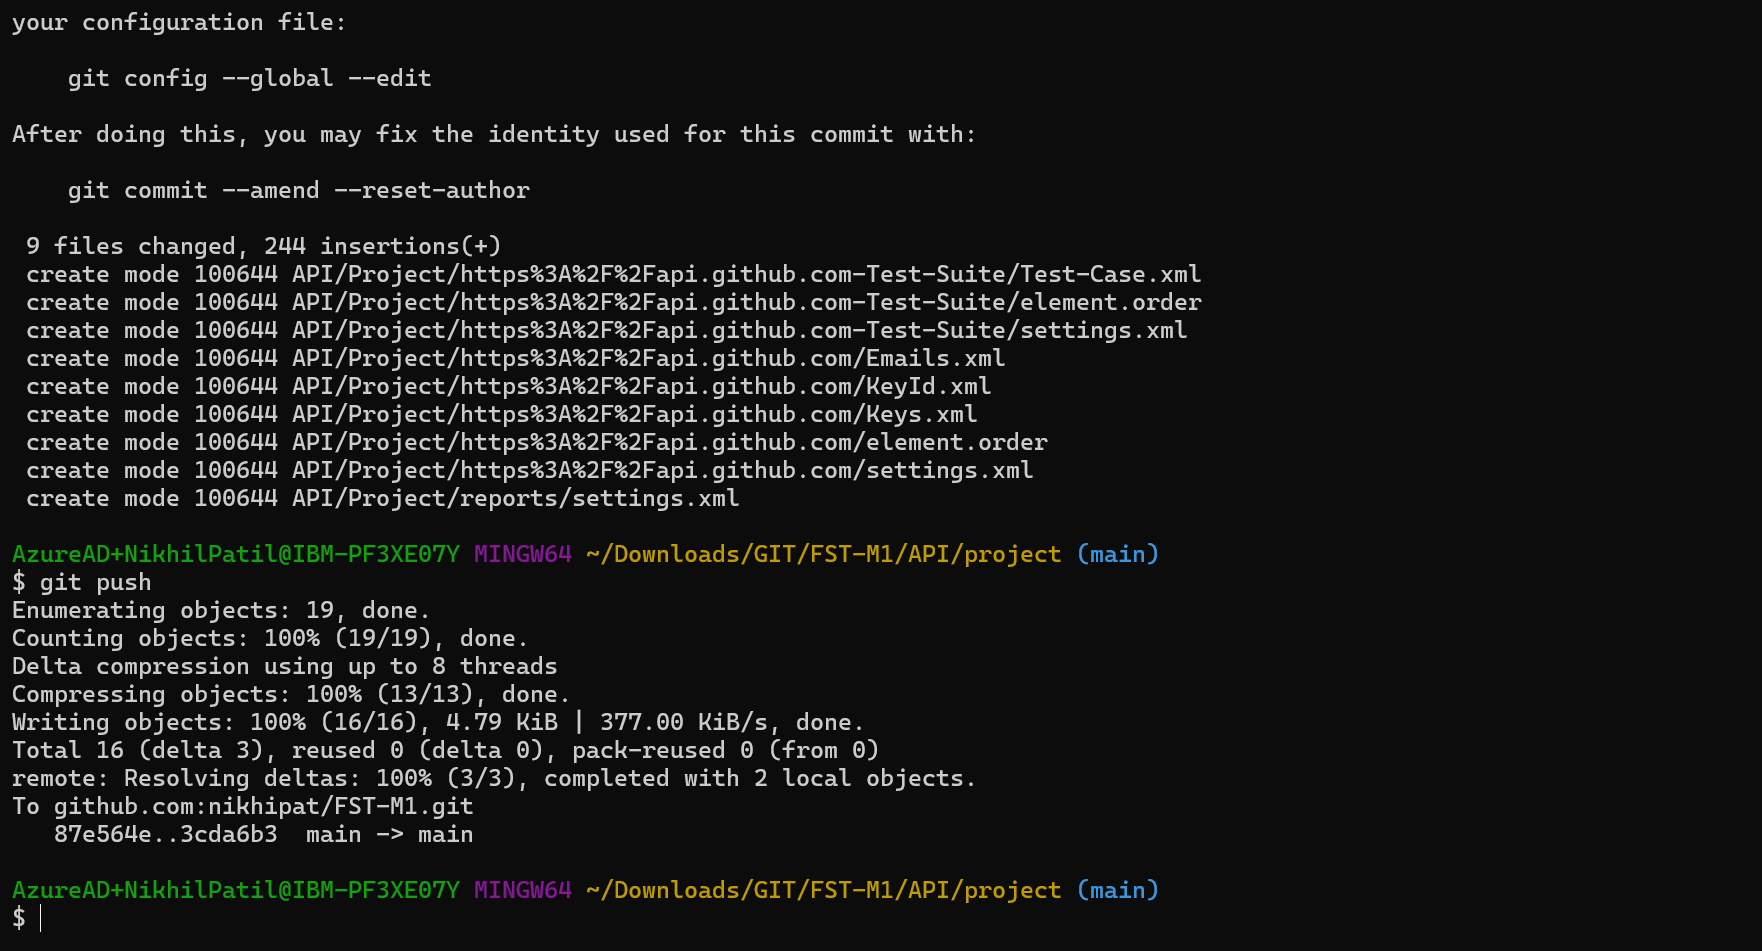 your configuration file:
    git config --global --edit
After doing this, you may fix the identity used for this commit with:
    git commit --amend --reset-author
 9 files changed, 244 insertions(+)
 create mode 100644 API/Project/https%3A%2F%2Fapi.github.com-Test-Suite/Test-Case.xml
 create mode 100644 API/Project/https%3A%2F%2Fapi.github.com-Test-Suite/element.order
 create mode 100644 API/Project/https%3A%2F%2Fapi.github.com-Test-Suite/settings.xml
 create mode 100644 API/Project/https%3A%2F%2Fapi.github.com/Emails.xml
 create mode 100644 API/Project/https%3A%2F%2Fapi.github.com/KeyId.xml
 create mode 100644 API/Project/https%3A%2F%2Fapi.github.com/Keys.xml
 create mode 100644 API/Project/https%3A%2F%2Fapi.github.com/element.order
 create mode 100644 API/Project/https%3A%2F%2Fapi.github.com/settings.xml
 create mode 100644 API/Project/reports/settings.xml
AzureAD+NikhilPatil@IBM-PF3XE07Y MINGW64 ~/Downloads/GIT/FST-M1/API/project (main)
$ git push
Enumerating objects: 19, done.
Counting objects: 100% (19/19), done.
Delta compression using up to 8 threads
Compressing objects: 100% (13/13), done.
Writing objects: 100% (16/16), 4.79 KiB | 377.00 KiB/s, done.
Total 16 (delta 3), reused 0 (delta 0), pack-reused 0 (from 0)
remote: Resolving deltas: 100% (3/3), completed with 2 local objects.
To github.com:nikhipat/FST-M1.git
   87e564e..3cda6b3  main -> main
AzureAD+NikhilPatil@IBM-PF3XE07Y MINGW64 ~/Downloads/GIT/FST-M1/API/project (main)
$